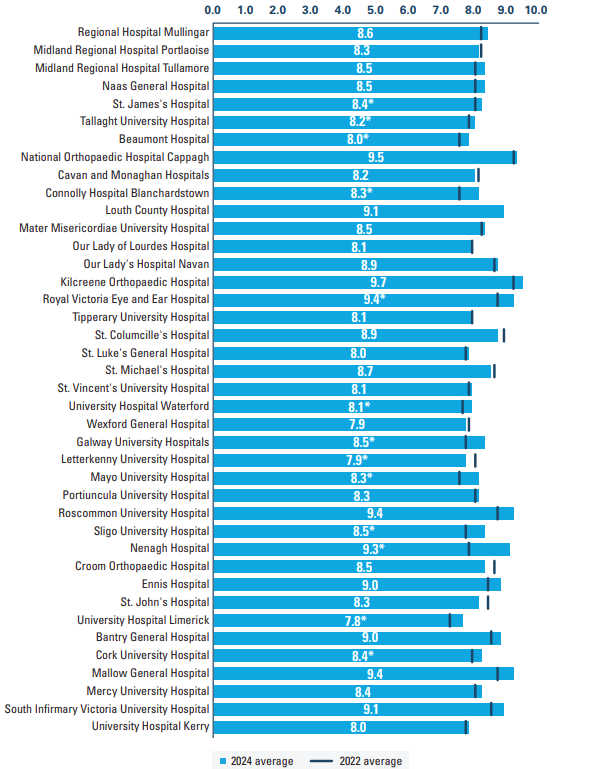 0.0 1.0 2.0 3.0 4.0 5.0 6.0 7.0 8.0 9.0 10.0
Regional Hospital Mullingar 8.6
Midland Regional Hospital Portlaoise 8.3
Midland Regional Hospital Tullamore 8.5
Naas General Hospital 8.5
St. James's Hospital 8.4*
Tallaght University Hospital 8.2*
Beaumont Hospital 8.0*
National Orthopaedic Hospital Cappagh 9.5
Cavan and Monaghan Hospitals 8.2
Connolly Hospital Blanchardstown 8.3*
Louth County Hospital 9.1
Mater Misericordiae University Hospital 8.5
Our Lady of Lourdes Hospital 8.1
Our Lady's Hospital Navan 8.9
Kilcreene Orthopaedic Hospital 9.7
Royal Victoria Eye and Ear Hospital 9.4*
Tipperary University Hospital 8.1
St. Columcille's Hospital 8.9
St. Luke's General Hospital 8.0
St. Michael's Hospital 8.7
St. Vincent's University Hospital 8.1
University Hospital Waterford 8.1*
Wexford General Hospital 7.9
Galway University Hospitals 8.5*
Letterkenny University Hospital 7.9*
Mayo University Hospital 8.3*
Portiuncula University Hospital 8.3
Roscommon University Hospital 9.4
Sligo University Hospital 8.5*
Nenagh Hospital 9.3*
Croom Orthopaedic Hospital 8.5
Ennis Hospital 9.0
St. John's Hospital 8.3
University Hospital Limerick 7.8*
Bantry General Hospital 9.0
Cork University Hospital 8.4*
Mallow General Hospital 9.4
Mercy University Hospital 8.4
South Infirmary Victoria University Hospital 9.1
University Hospital Kerry 8.0
2024 average 2022 average